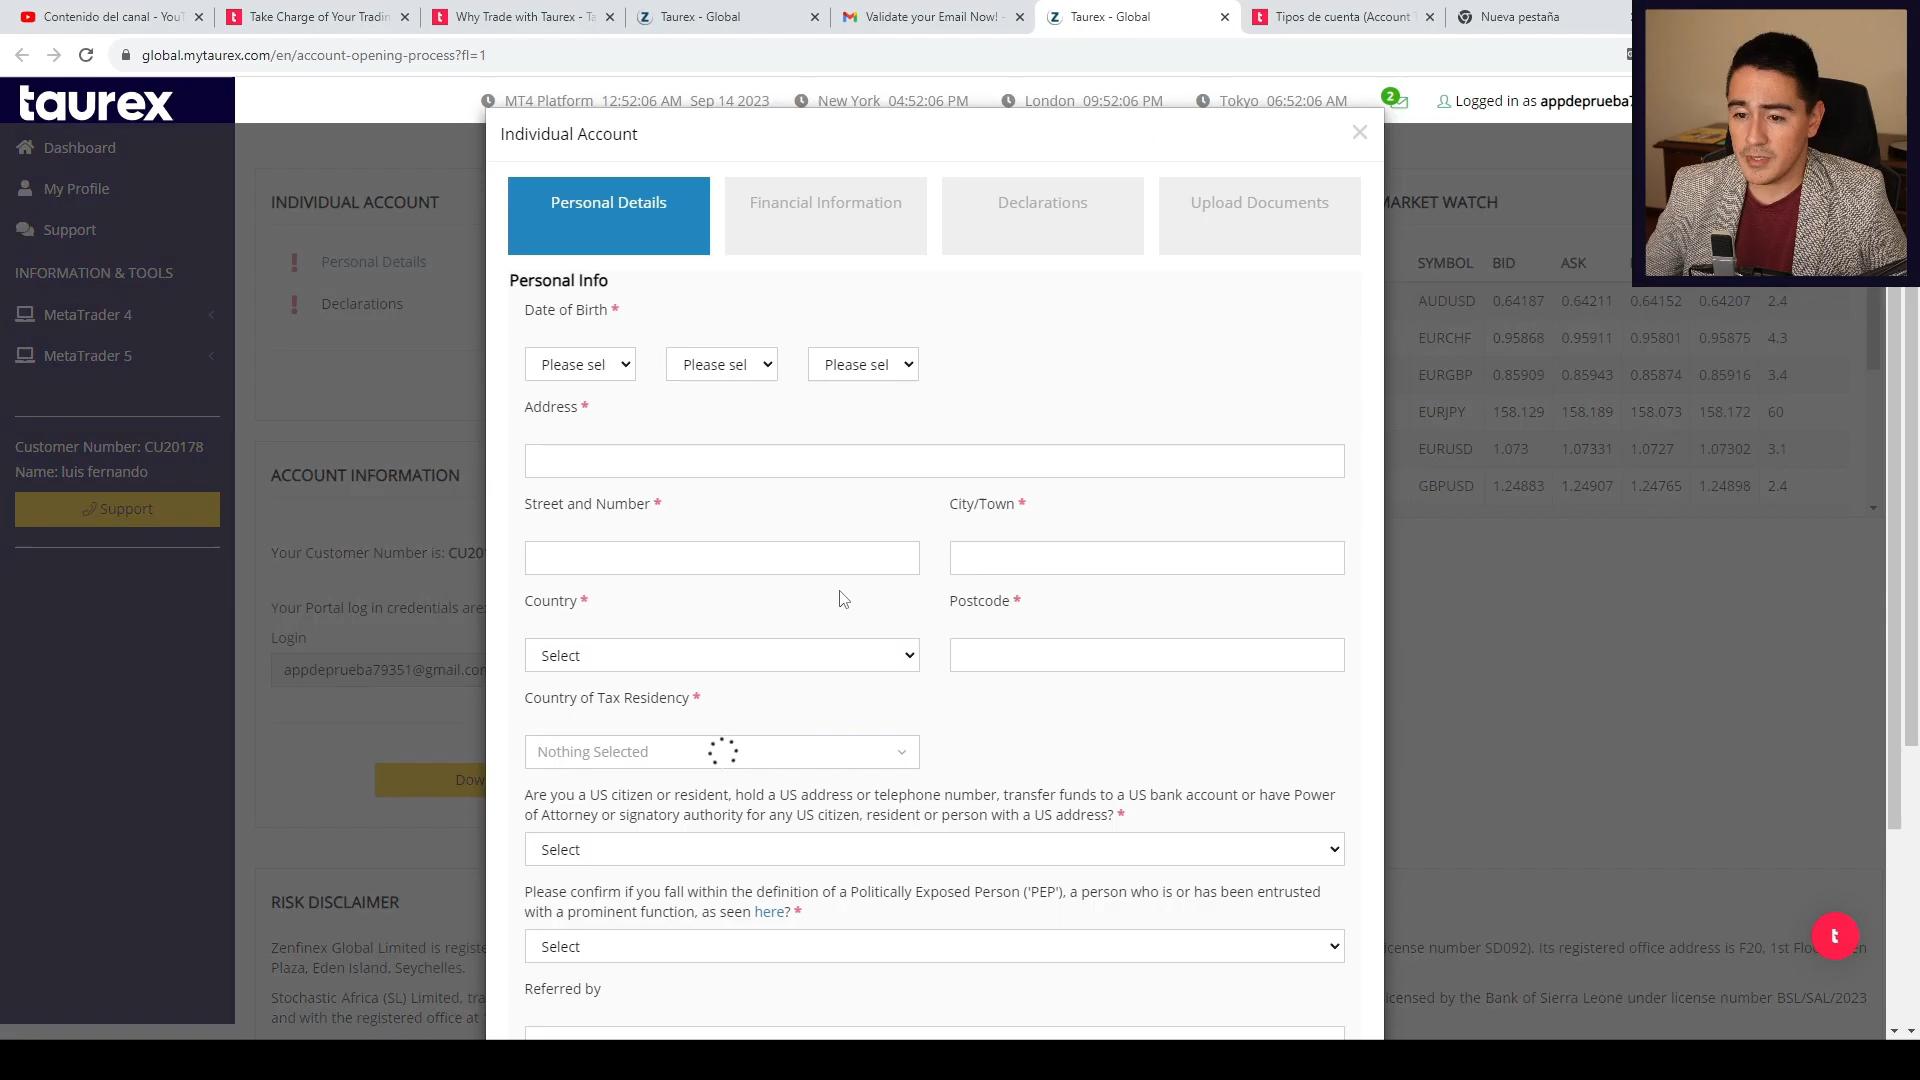 Contenido del canal - You
Take Charge of Your Tradin
Why Trade with Taurex - Ta
Taurex - Global
Validate your Email Now! -
Taurex - Global
Tipos de cuenta (Account T
Nueva pestaña
global.mytaurex.com/en/account-opening-process?fl=1
taurex
MT4 Platform 12:52:06 AM Sep 14 2023
New York 04:52:06 PM
London 09:52:06 PM
Tokyo 06:52:06 AM
2
Logged in as appdeprueba7
Dashboard
My Profile
Support
INFORMATION & TOOLS
MetaTrader 4
MetaTrader 5
Customer Number: CU20178
Name: luis fernando
Support
INDIVIDUAL ACCOUNT
Personal Details
Declarations
ACCOUNT INFORMATION
Your Customer Number is: CU20
Your Portal log in credentials are:
Login
appdeprueba79351@gmail.com
Dow
RISK DISCLAIMER
Zenfinex Global Limited is registe
Plaza, Eden Island, Seychelles.
Stochastic Africa (SL) Limited, tra
and with the registered office at
Individual Account
Personal Details
Financial Information
Declarations
Upload Documents
Personal Info
Date of Birth *
Please sel
Please sel
Please sel
Address *
Street and Number *
City/Town *
Country *
Postcode *
Select
Country of Tax Residency *
Nothing Selected
Are you a US citizen or resident, hold a US address or telephone number, transfer funds to a US bank account or have Power
of Attorney or signatory authority for any US citizen, resident or person with a US address? *
Select
Please confirm if you fall within the definition of a Politically Exposed Person ('PEP'), a person who is or has been entrusted
with a prominent function, as seen here? *
Select
Referred by
MARKET WATCH
SYMBOL BID ASK
AUDUSD 0.64187 0.64211 0.64152 0.64207 2.4
EURCHF 0.95868 0.95911 0.95801 0.95875 4.3
EURGBP 0.85909 0.85943 0.85874 0.85916 3.4
EURJPY 158.129 158.189 158.073 158.172 60
EURUSD 1.073 1.07331 1.0727 1.07302 3.1
GBPUSD 1.24883 1.24907 1.24765 1.24898 2.4
t
cense number SD092). Its registered office address is F20, 1st Flo
icensed by the Bank of Sierra Leone under license number BSL/SAL/2023